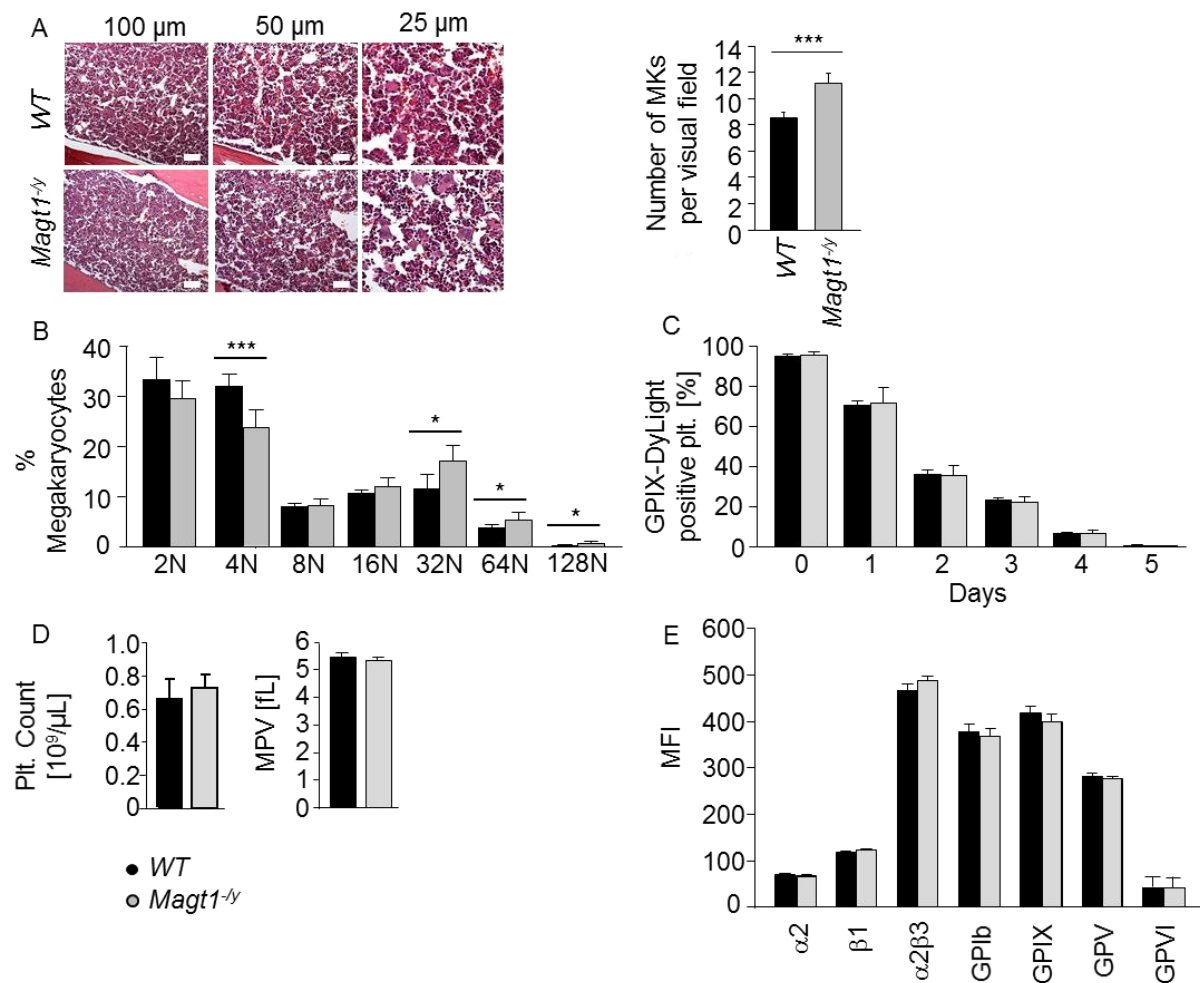 A
100 µm
50 µm
25 µm
WT
Magt1-/y
Number of MKs
per visual field
14
12
10
8
6
4
2
12
14
0
***
WT
Magt1-/y
B
%
Megakaryocytes
40
30
20
10
0
***
*
*
*
2N
4N
8N
16N
32N
64N
128N
C
GPIX-DyLight
positive plt. [%]
100
80
60
40
20
0
0
1
2
3
4
5
Days
D
Plt. Count
[10⁹/µL]
1.0
0.8
0.6
0.4
0.2
0
MPV [fL]
6
5
4
3
2
1
0
WT
Magt1-/y
E
MFI
600
500
400
300
200
100
0
α2
β1
α2β3
GPIb
GPIX
GPV
GPVI